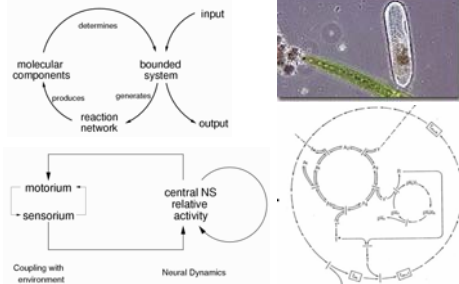 determines
input
molecular
components
bounded
system
produces
generates
reaction
network
output
motorium
sensorium
central NS
relative
activity
Coupling with
environment
Neural Dynamics